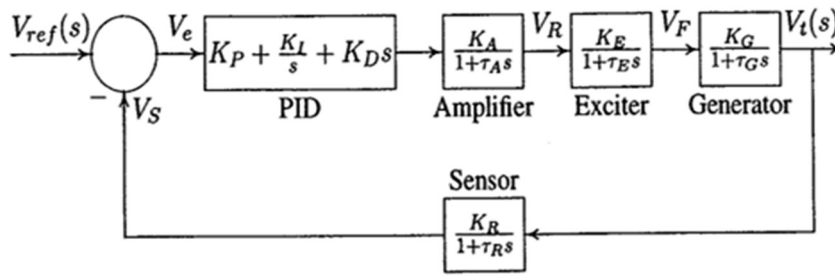 V_ref(s) V_e K_P + K_I/s + K_D s K_A/(1+τ_A s) V_R K_E/(1+τ_E s) V_F K_G/(1+τ_G s) V_t(s)
− V_S PID Amplifier Exciter Generator
Sensor
K_R/(1+τ_R s)